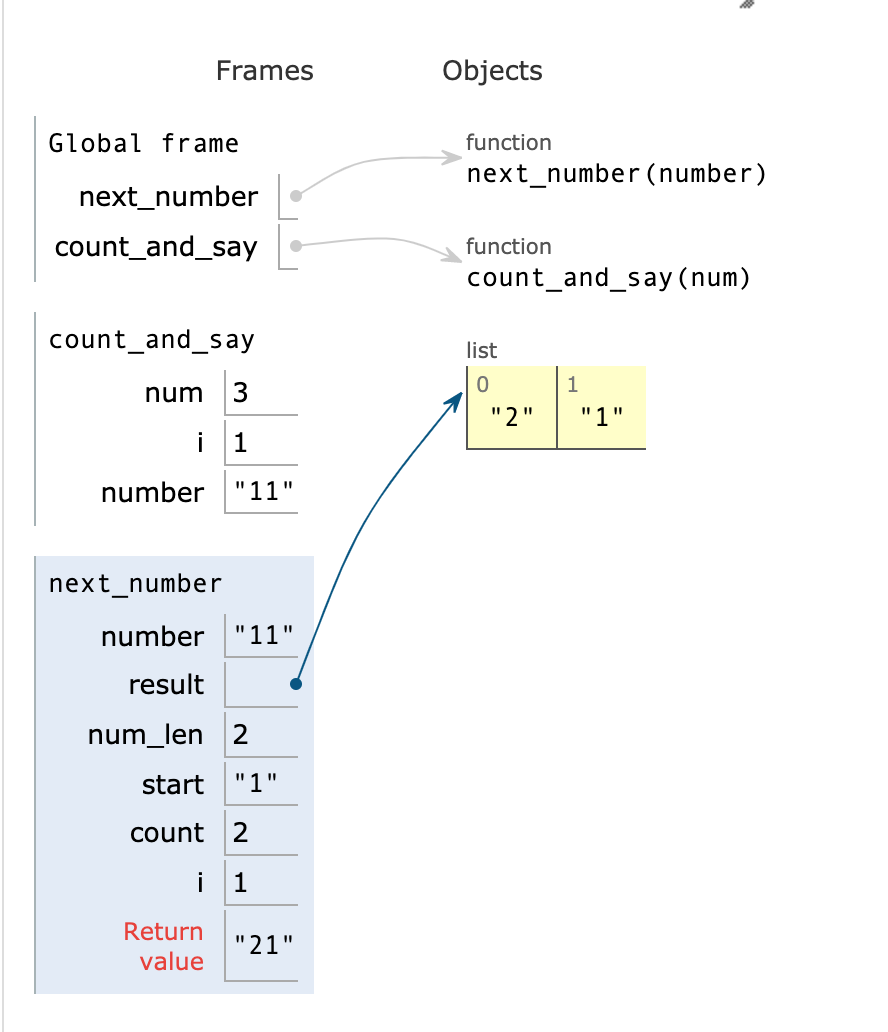 Frames Objects
Global frame
next_number
count_and_say
function
next_number(number)
function
count_and_say(num)
count_and_say
num 3
i 1
number "11"
list
0 1
"2" "1"
next_number
number "11"
result
num_len 2
start "1"
count 2
i 1
Return
value "21"